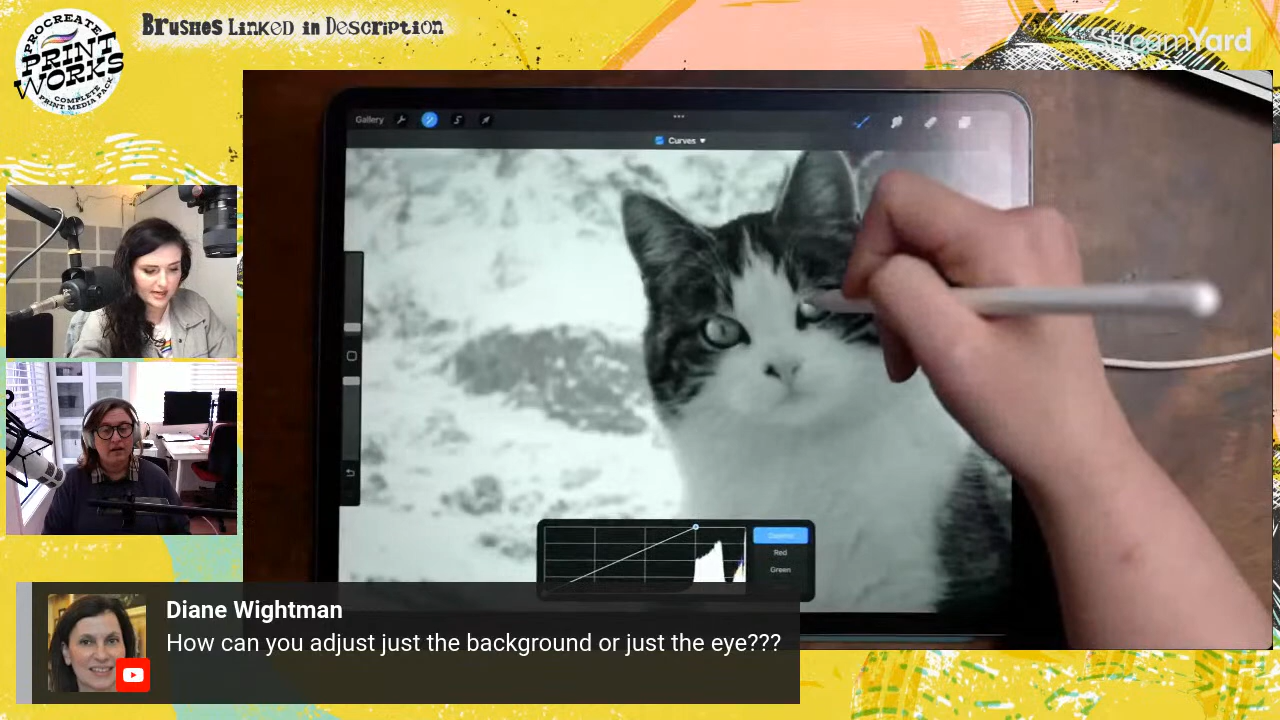 PROCREATE
PRINT
WORKS
COMPLETE
PRINT MEDIA PACK
Brushes Linked in Description
StreamYard
Gallery
Curves
Gamma
Red
Green
Diane Wightman
How can you adjust just the background or just the eye???